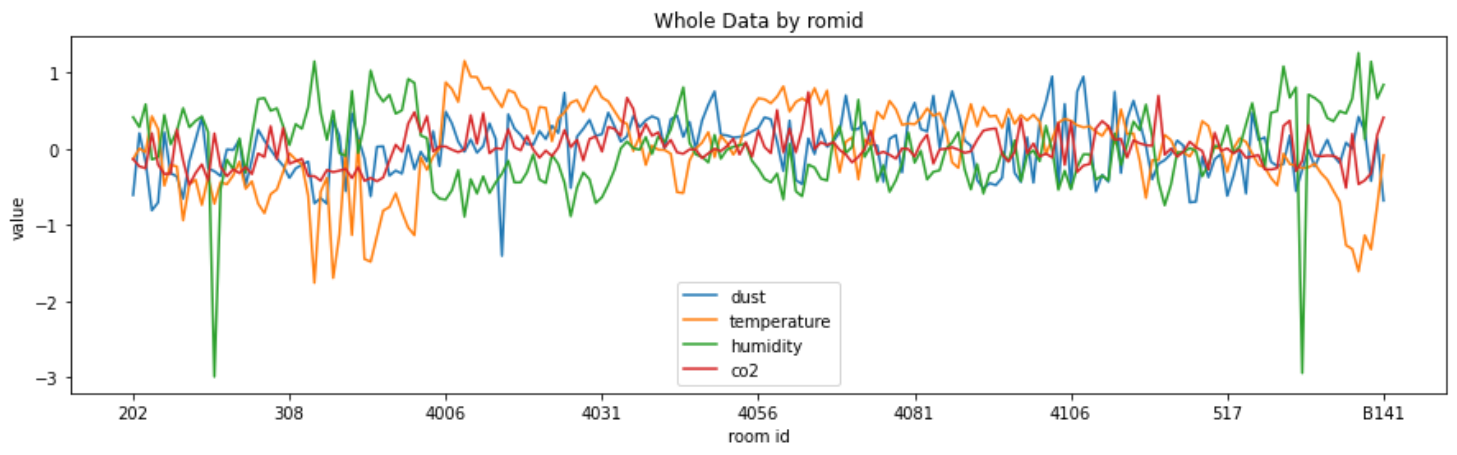 Whole Data by romid
value
1
0
−1
−2
−3
dust
temperature
humidity
co2
202 308 4006 4031 4056 4081 4106 517 B141
room id